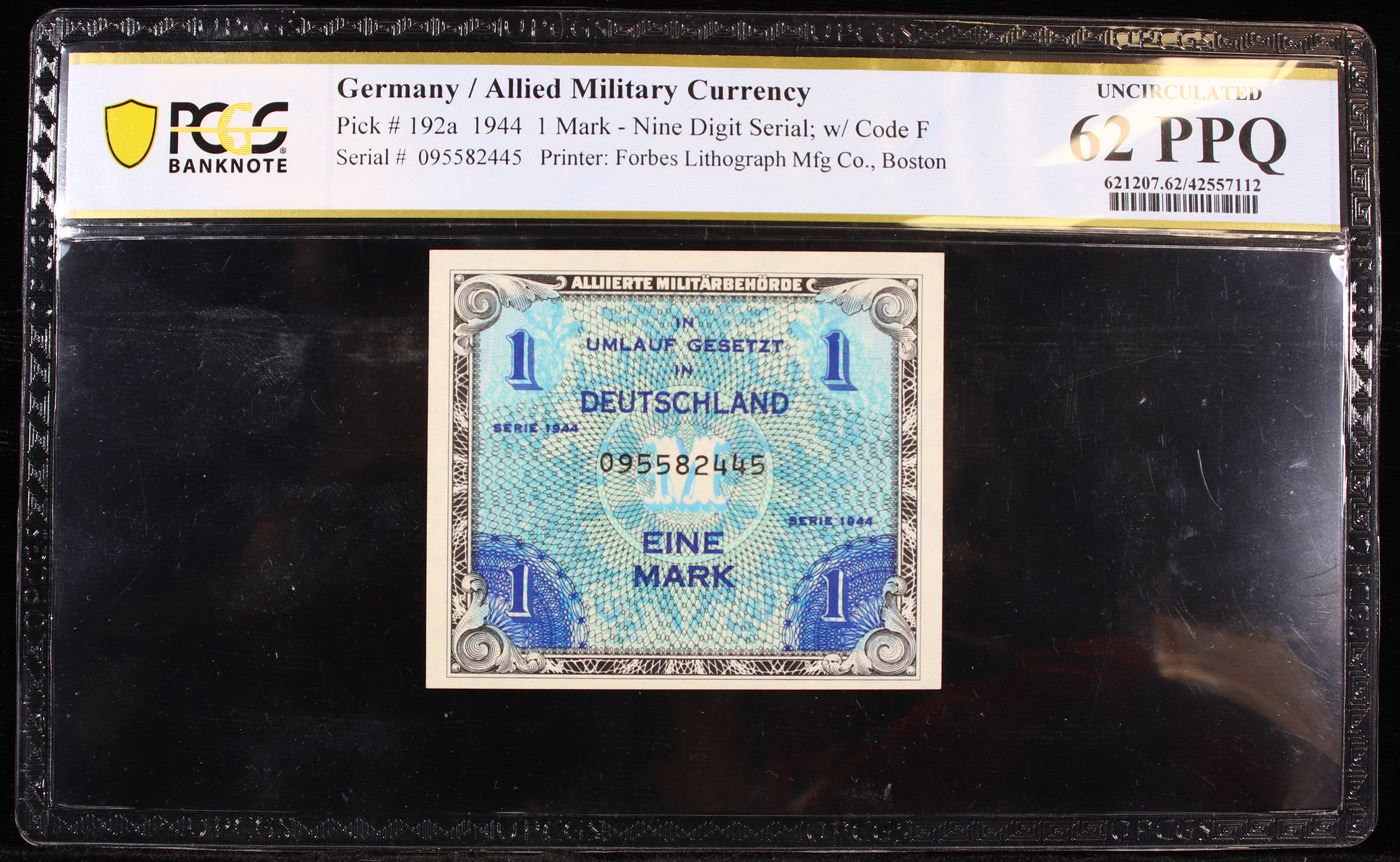 PCGS
BANKNOTE
Germany / Allied Military Currency
Pick # 192a 1944 1 Mark - Nine Digit Serial; w/ Code F
Serial # 095582445 Printer: Forbes Lithograph Mfg Co., Boston
UNCIRCULATED
62 PPQ
621207.62/42557112
ALLIIERTE MILITÄRBEHÖRDE
IN
1 UMLAUF GESETZT 1
IN
DEUTSCHLAND
SERIE 1944
M
095582445
SERIE 1944
EINE
1 MARK 1